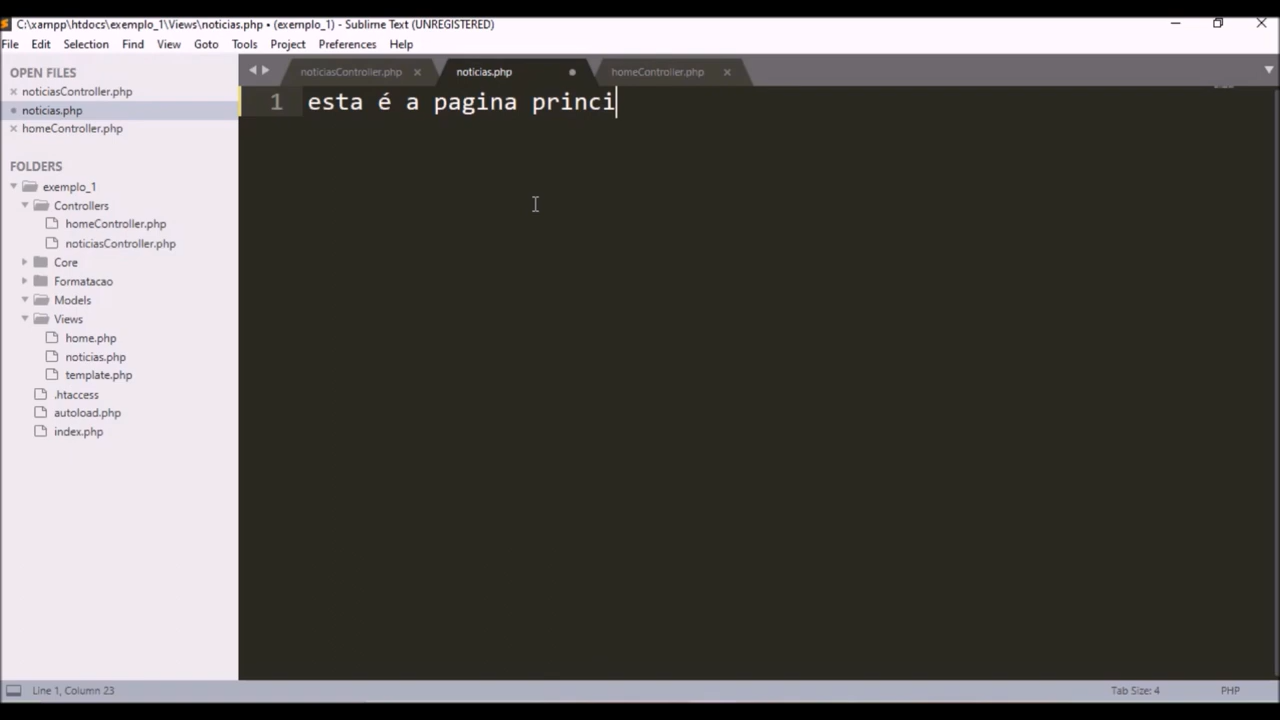 C:\xampp\htdocs\exemplo_1\Views\noticias.php • (exemplo_1) - Sublime Text (UNREGISTERED)
File Edit Selection Find View Goto Tools Project Preferences Help
OPEN FILES
noticiasController.php
noticias.php
homeController.php
FOLDERS
exemplo_1
Controllers
homeController.php
noticiasController.php
Core
Formatacao
Models
Views
home.php
noticias.php
template.php
.htaccess
autoload.php
index.php
noticiasController.php noticias.php homeController.php
1 esta é a pagina princi
Line 1, Column 23 Tab Size: 4 PHP